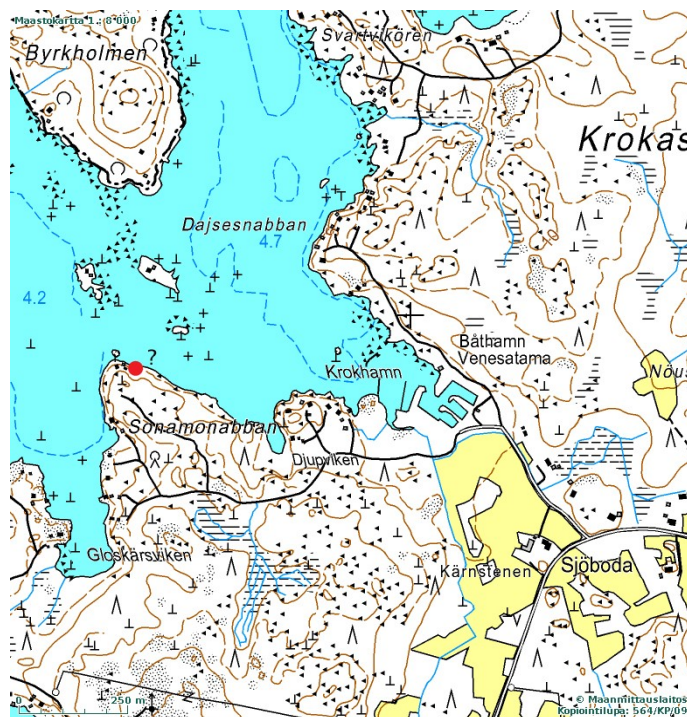 Maastokartta 1 : 8 000
Svartvikören
Byrkholmen
Krokas
Dajsesnabban
4.7
4.2
Båthamn
Venesatama
?
Krokhamn
Sonamonabban
Djupviken
Gloskärsviken
Kärnstenen
Sjöboda
0
250 m
© Maanmittauslaitos
Kopiointilupa: 564/KP/09